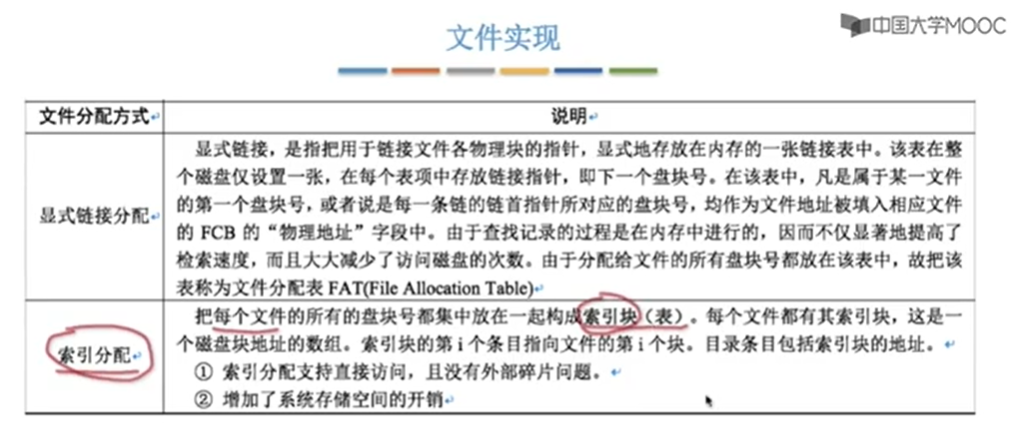 中国大学MOOC
文件实现
文件分配方式 说明
显式链接，是指把用于链接文件各物理块的指针，显式地存放在内存的一张链接表中。该表在整
个磁盘仅设置一张，在每个表项中存放链接指针，即下一个盘块号。在该表中，凡是属于某一文件
的第一个盘块号，或者说是每一条链的链首指针所对应的盘块号，均作为文件地址被填入相应文件
显式链接分配
的 FCB 的“物理地址”字段中。由于查找记录的过程是在内存中进行的，因而不仅显著地提高了
检索速度，而且大大减少了访问磁盘的次数。由于分配给文件的所有盘块号都放在该表中，故把该
表称为文件分配表 FAT(File Allocation Table)
把每个文件的所有的盘块号都集中放在一起构成索引块（表）。每个文件都有其索引块，这是一
个磁盘块地址的数组。索引块的第 i 个条目指向文件的第 i 个块。目录条目包括索引块的地址。
索引分配
① 索引分配支持直接访问，且没有外部碎片问题。
② 增加了系统存储空间的开销